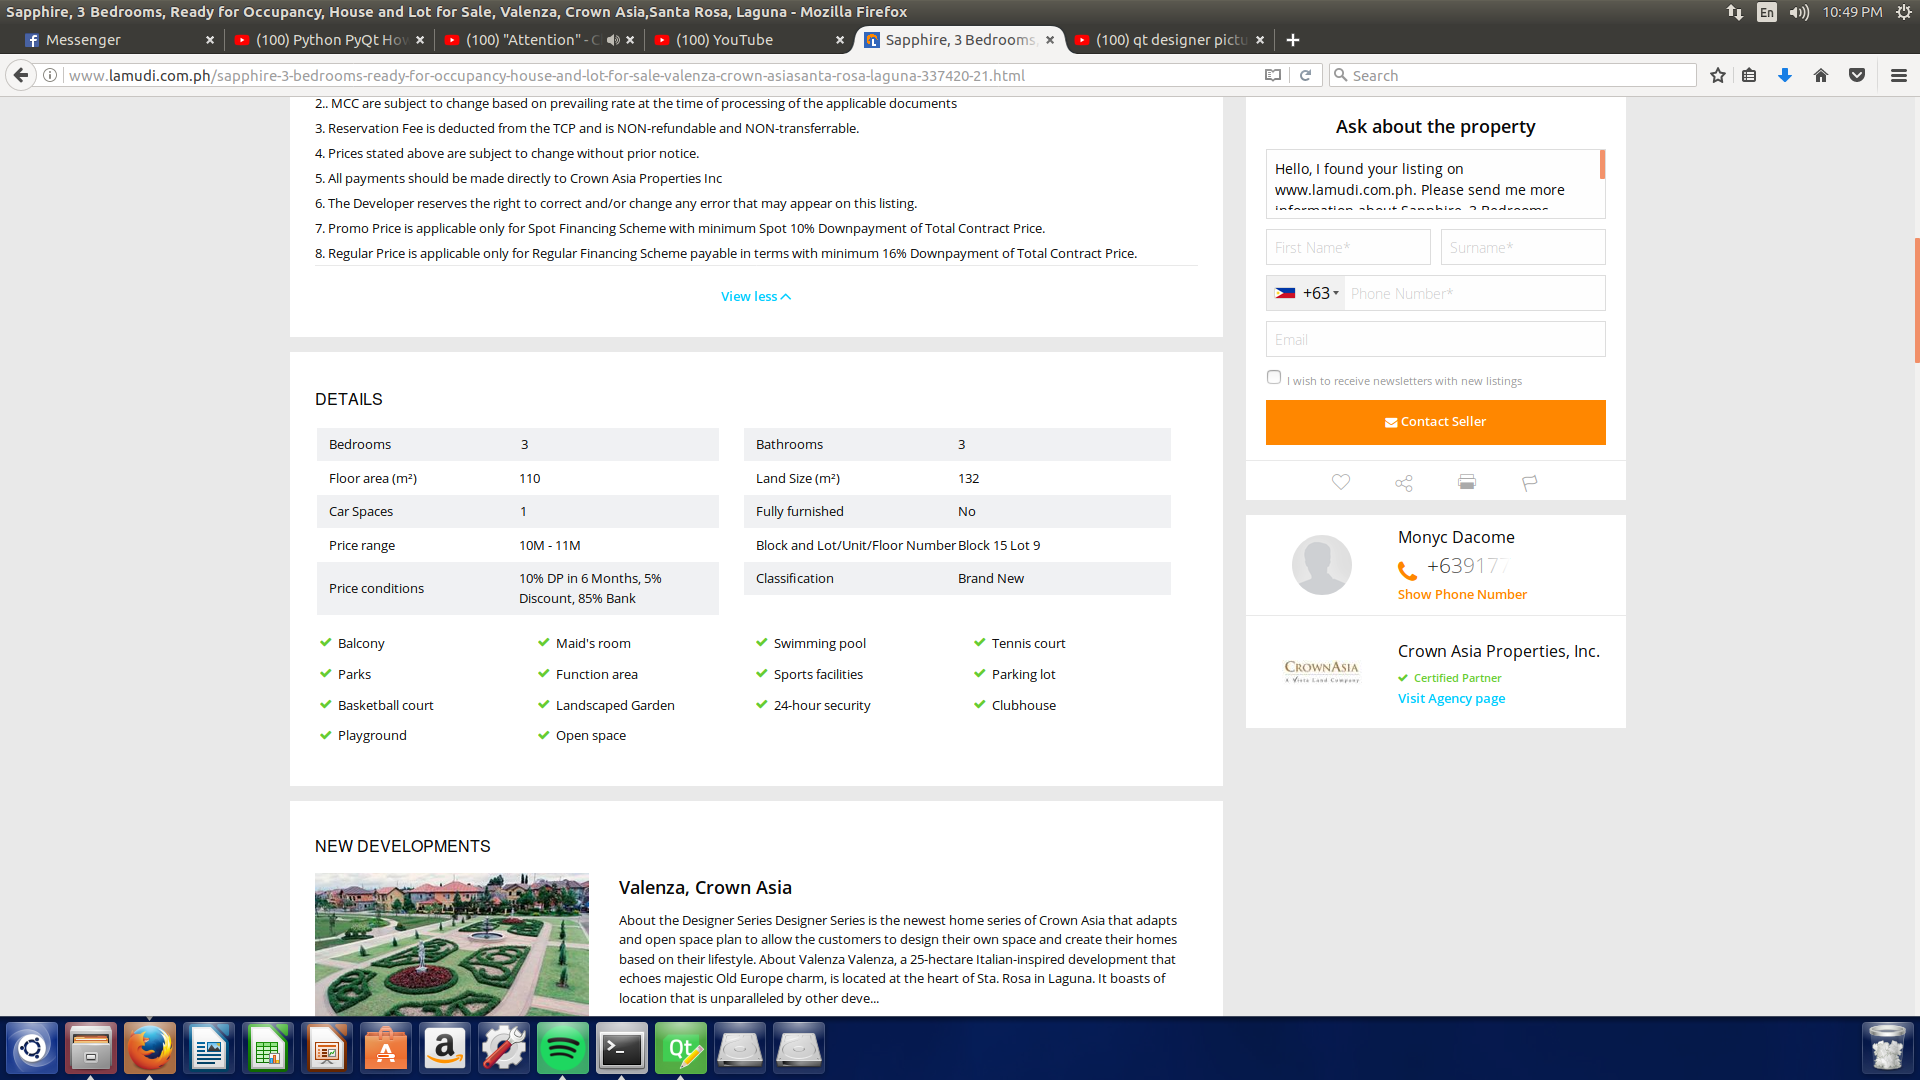 Sapphire, 3 Bedrooms, Ready for Occupancy, House and Lot for Sale, Valenza, Crown Asia,Santa Rosa, Laguna - Mozilla Firefox
En
10:49 PM
Messenger
(100) Python PyQt How
(100) "Attention" - C
(100) YouTube
Sapphire, 3 Bedrooms,
(100) qt designer pictu
www.lamudi.com.ph/sapphire-3-bedrooms-ready-for-occupancy-house-and-lot-for-sale-valenza-crown-asiasanta-rosa-laguna-337420-21.html
Search
2.. MCC are subject to change based on prevailing rate at the time of processing of the applicable documents
3. Reservation Fee is deducted from the TCP and is NON-refundable and NON-transferrable.
4. Prices stated above are subject to change without prior notice.
5. All payments should be made directly to Crown Asia Properties Inc
6. The Developer reserves the right to correct and/or change any error that may appear on this listing.
7. Promo Price is applicable only for Spot Financing Scheme with minimum Spot 10% Downpayment of Total Contract Price.
8. Regular Price is applicable only for Regular Financing Scheme payable in terms with minimum 16% Downpayment of Total Contract Price.
View less
DETAILS
Bedrooms 3
Floor area (m²) 110
Car Spaces 1
Price range 10M - 11M
Price conditions 10% DP in 6 Months, 5%
Discount, 85% Bank
Bathrooms 3
Land Size (m²) 132
Fully furnished No
Block and Lot/Unit/Floor Number Block 15 Lot 9
Classification Brand New
Balcony Maid's room Swimming pool Tennis court
Parks Function area Sports facilities Parking lot
Basketball court Landscaped Garden 24-hour security Clubhouse
Playground Open space
NEW DEVELOPMENTS
Valenza, Crown Asia
About the Designer Series Designer Series is the newest home series of Crown Asia that adapts
and open space plan to allow the customers to design their own space and create their homes
based on their lifestyle. About Valenza Valenza, a 25-hectare Italian-inspired development that
echoes majestic Old Europe charm, is located at the heart of Sta. Rosa in Laguna. It boasts of
location that is unparalleled by other deve...
Ask about the property
Hello, I found your listing on
www.lamudi.com.ph. Please send me more
information about Sapphire, 3 Bedrooms,
First Name*
Surname*
+63
Phone Number*
Email
I wish to receive newsletters with new listings
Contact Seller
Monyc Dacome
+639177
Show Phone Number
CROWNASIA
A Vista Land Company
Crown Asia Properties, Inc.
Certified Partner
Visit Agency page
a
Qt